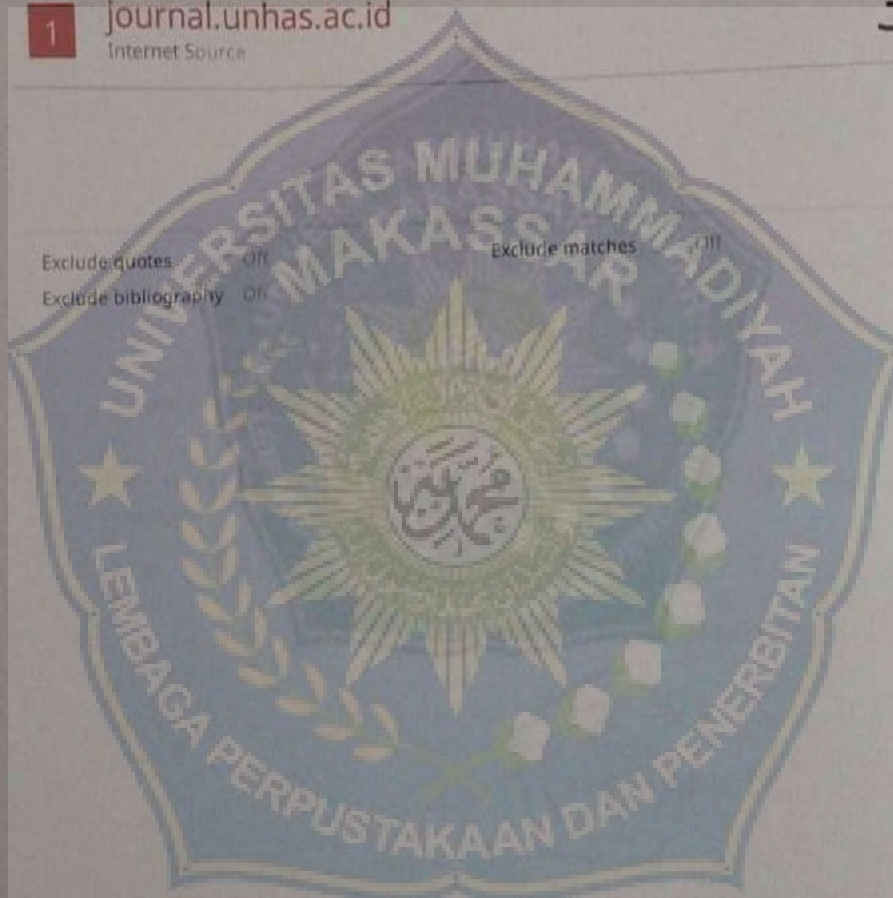 1 journal.unhas.ac.id
Internet Source
Exclude quotes Off
Exclude matches Off
Exclude bibliography Off
UNIVERSITAS MUHAMMADIYAH
MAKASSAR
LEMBAGA PERPUSTAKAAN DAN PENERBITAN